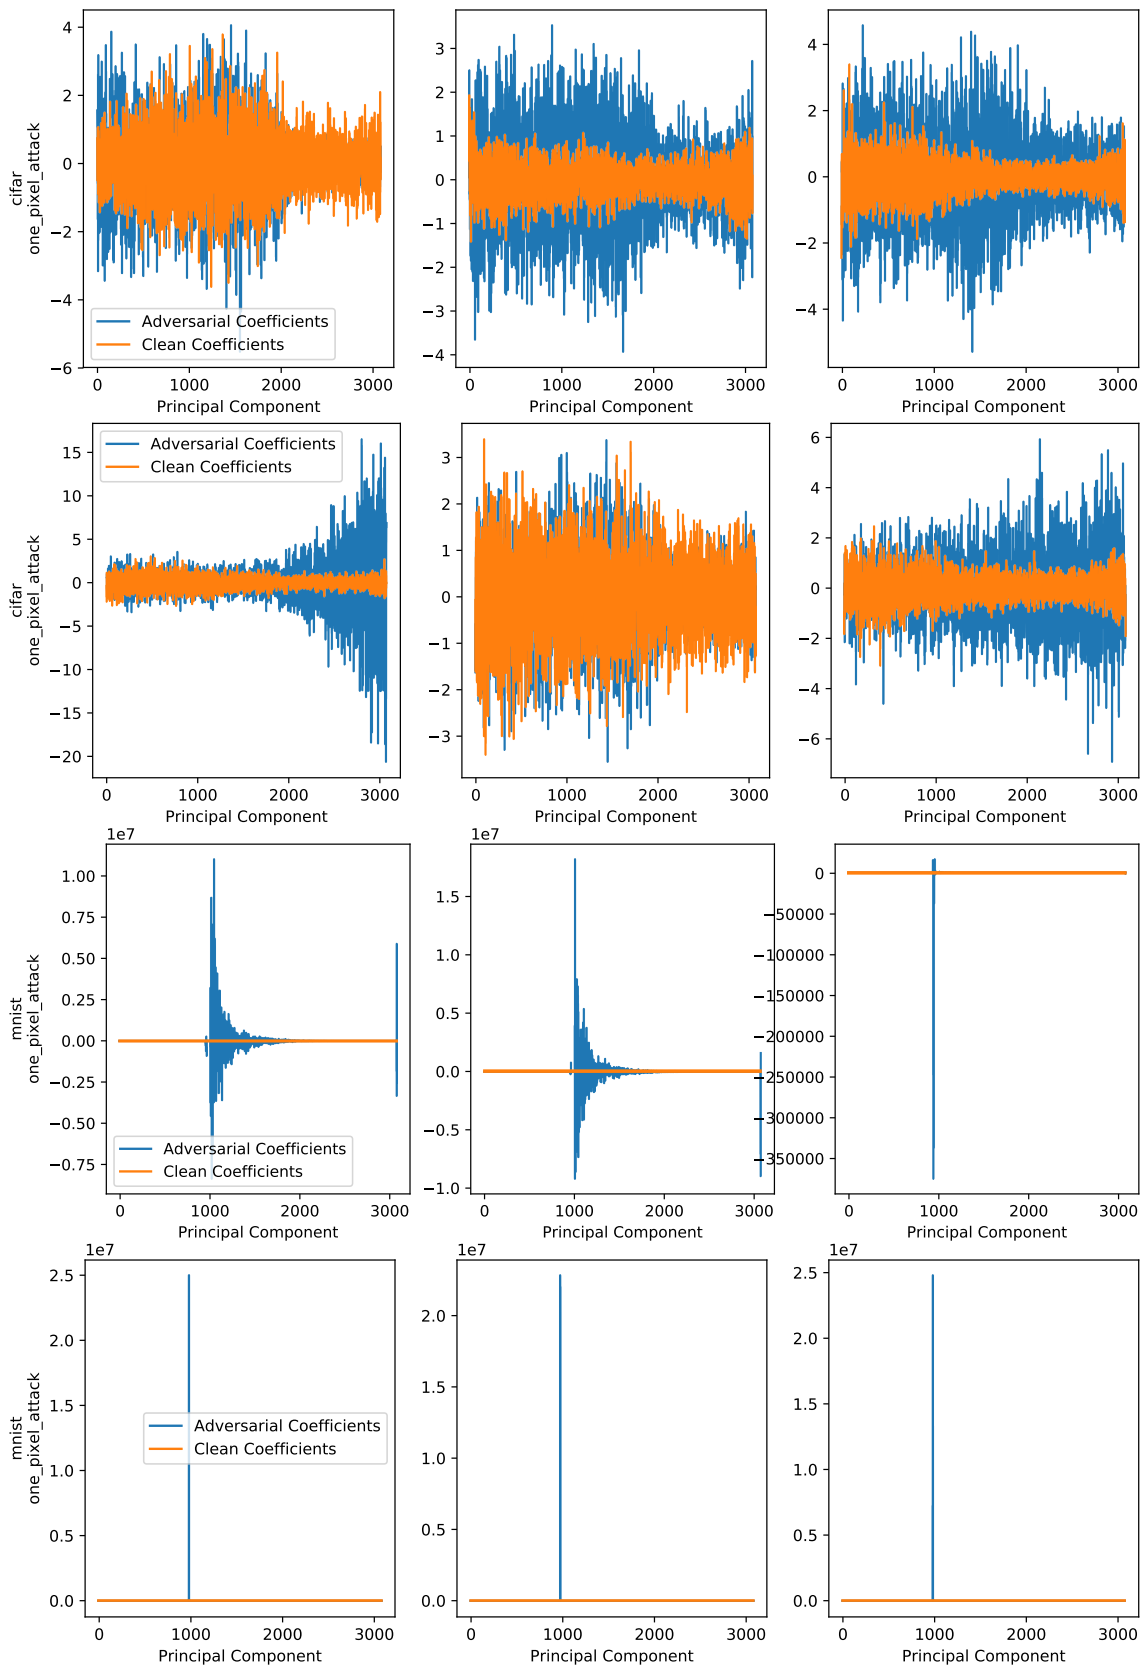 4
2
0
−2
−4
−6
cifar
one_pixel_attack
Adversarial Coefficients
Clean Coefficients
0 1000 2000 3000
Principal Component
3
2
1
0
−1
−2
−3
−4
0 1000 2000 3000
Principal Component
4
2
0
−2
−4
0 1000 2000 3000
Principal Component
15
10
5
0
−5
−10
−15
−20
cifar
one_pixel_attack
Adversarial Coefficients
Clean Coefficients
0 1000 2000 3000
Principal Component
3
2
1
0
−1
−2
−3
0 1000 2000 3000
Principal Component
6
4
2
0
−2
−4
−6
0 1000 2000 3000
Principal Component
1e7
1.00
0.75
0.50
0.25
0.00
−0.25
−0.50
−0.75
mnist
one_pixel_attack
Adversarial Coefficients
Clean Coefficients
0 1000 2000 3000
Principal Component
1e7
1.5
1.0
0.5
0.0
−0.5
−1.0
0 1000 2000 3000
Principal Component
0
−50000
−100000
−150000
−200000
−250000
−300000
−350000
0 1000 2000 3000
Principal Component
1e7
2.5
2.0
1.5
1.0
0.5
0.0
mnist
one_pixel_attack
Adversarial Coefficients
Clean Coefficients
0 1000 2000 3000
Principal Component
1e7
2.0
1.5
1.0
0.5
0.0
0 1000 2000 3000
Principal Component
1e7
2.5
2.0
1.5
1.0
0.5
0.0
0 1000 2000 3000
Principal Component